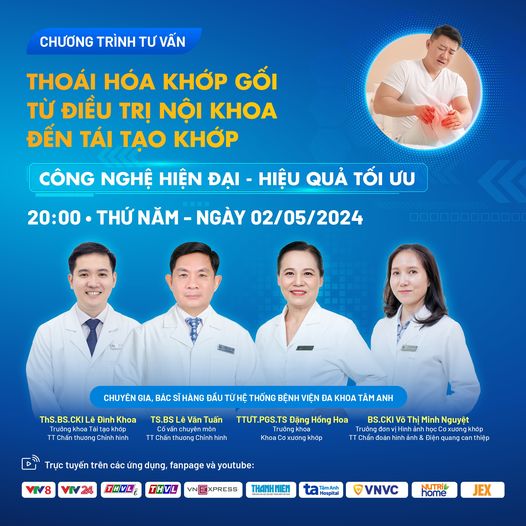 CHƯƠNG TRÌNH TƯ VẤN
THOÁI HÓA KHỚP GỐI
TỪ ĐIỀU TRỊ NỘI KHOA
ĐẾN TÁI TẠO KHỚP
CÔNG NGHỆ HIỆN ĐẠI - HIỆU QUẢ TỐI ƯU
20:00 • THỨ NĂM - NGÀY 02/05/2024
CHUYÊN GIA, BÁC SĨ HÀNG ĐẦU TỪ HỆ THỐNG BỆNH VIỆN ĐA KHOA TÂM ANH
ThS.BS.CKI Lê Đình Khoa
Trưởng khoa Tái tạo khớp
TT Chấn thương Chỉnh hình
TS.BS Lê Văn Tuấn
Cố vấn chuyên môn
TT Chấn thương Chỉnh hình
TTƯT.PGS.TS Đặng Hồng Hoa
Trưởng khoa
Khoa Cơ xương khớp
BS.CKI Võ Thị Minh Nguyệt
Trưởng đơn vị Hình ảnh học Cơ xương khớp
TT Chẩn đoán hình ảnh & Điện quang can thiệp
Trực tuyến trên các ứng dụng, fanpage và youtube:
VTV8
VTV24
THVLi
THVL
VNEXPRESS
THANH NIÊN
ta Tâm Anh Hospital
VNVC
NUTRI home
JEX